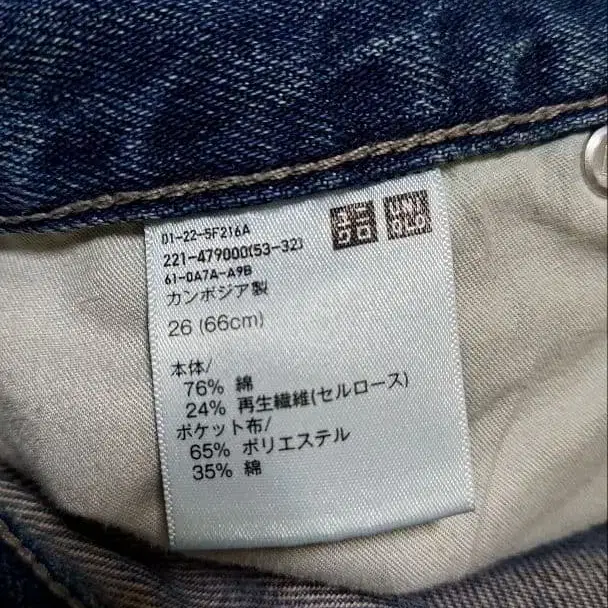 01-22-5F216A
221-479000(53-32)
61-0A7A-A9B
カンボジア製
ユニクロ
UNIQLO
26 (66cm)
本体/
76% 綿
24% 再生繊維(セルロース)
ポケット布/
65% ポリエステル
35% 綿